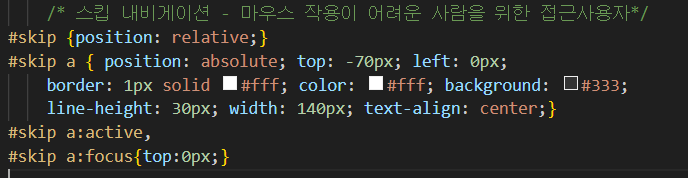 /* 스킵 내비게이션 - 마우스 작용이 어려운 사람을 위한 접근사용자*/
#skip {position: relative;}
#skip a { position: absolute; top: -70px; left: 0px;
border: 1px solid #fff; color: #fff; background: #333;
line-height: 30px; width: 140px; text-align: center;}
#skip a:active,
#skip a:focus{top:0px;}